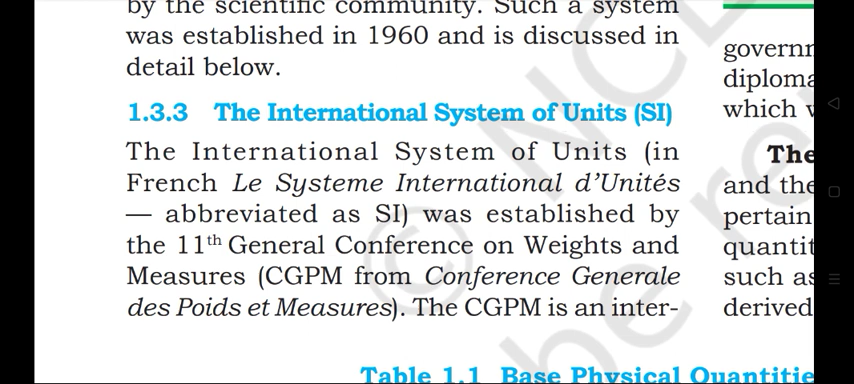 by the scientific community. Such a system
was established in 1960 and is discussed in
detail below.
1.3.3 The International System of Units (SI)
The International System of Units (in
French Le Systeme International d'Unités
— abbreviated as SI) was established by
the 11th General Conference on Weights and
Measures (CGPM from Conference Generale
des Poids et Measures). The CGPM is an inter-
governm
diploma
which w
The
and the
pertain
quantit
such as
derived
Table 1.1 Base Physical Quantitie
© NCE
be re